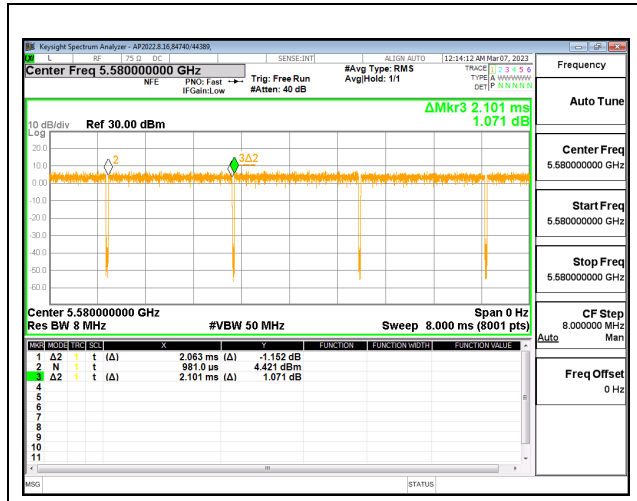 Keysight Spectrum Analyzer - AP2022.8.16,84740/44389,
L RF 75 Ω DC SENSE:INT ALIGN AUTO 12:14:12 AM Mar 07, 2023
Center Freq 5.580000000 GHz
NFE
PNO: Fast
IFGain:Low
Trig: Free Run
#Atten: 40 dB
#Avg Type: RMS
Avg|Hold: 1/1
TRACE 1 2 3 4 5 6
TYPE A WWWWW
DET P N N N N N
Frequency
Auto Tune
Center Freq
5.580000000 GHz
Start Freq
5.580000000 GHz
Stop Freq
5.580000000 GHz
CF Step
8.000000 MHz
Auto Man
Freq Offset
0 Hz
ΔMkr3 2.101 ms
1.071 dB
10 dB/div Ref 30.00 dBm
Log
20.0
10.0
0.00
-10.0
-20.0
-30.0
-40.0
-50.0
-60.0
2
3Δ2
Center 5.580000000 GHz Span 0 Hz
Res BW 8 MHz #VBW 50 MHz Sweep 8.000 ms (8001 pts)
MKR MODE TRC SCL X Y FUNCTION FUNCTION WIDTH FUNCTION VALUE
1 Δ2 1 t (Δ) 2.063 ms (Δ) -1.152 dB
2 N 1 t 981.0 µs 4.421 dBm
3 Δ2 1 t (Δ) 2.101 ms (Δ) 1.071 dB
4
5
6
7
8
9
10
11
MSG STATUS